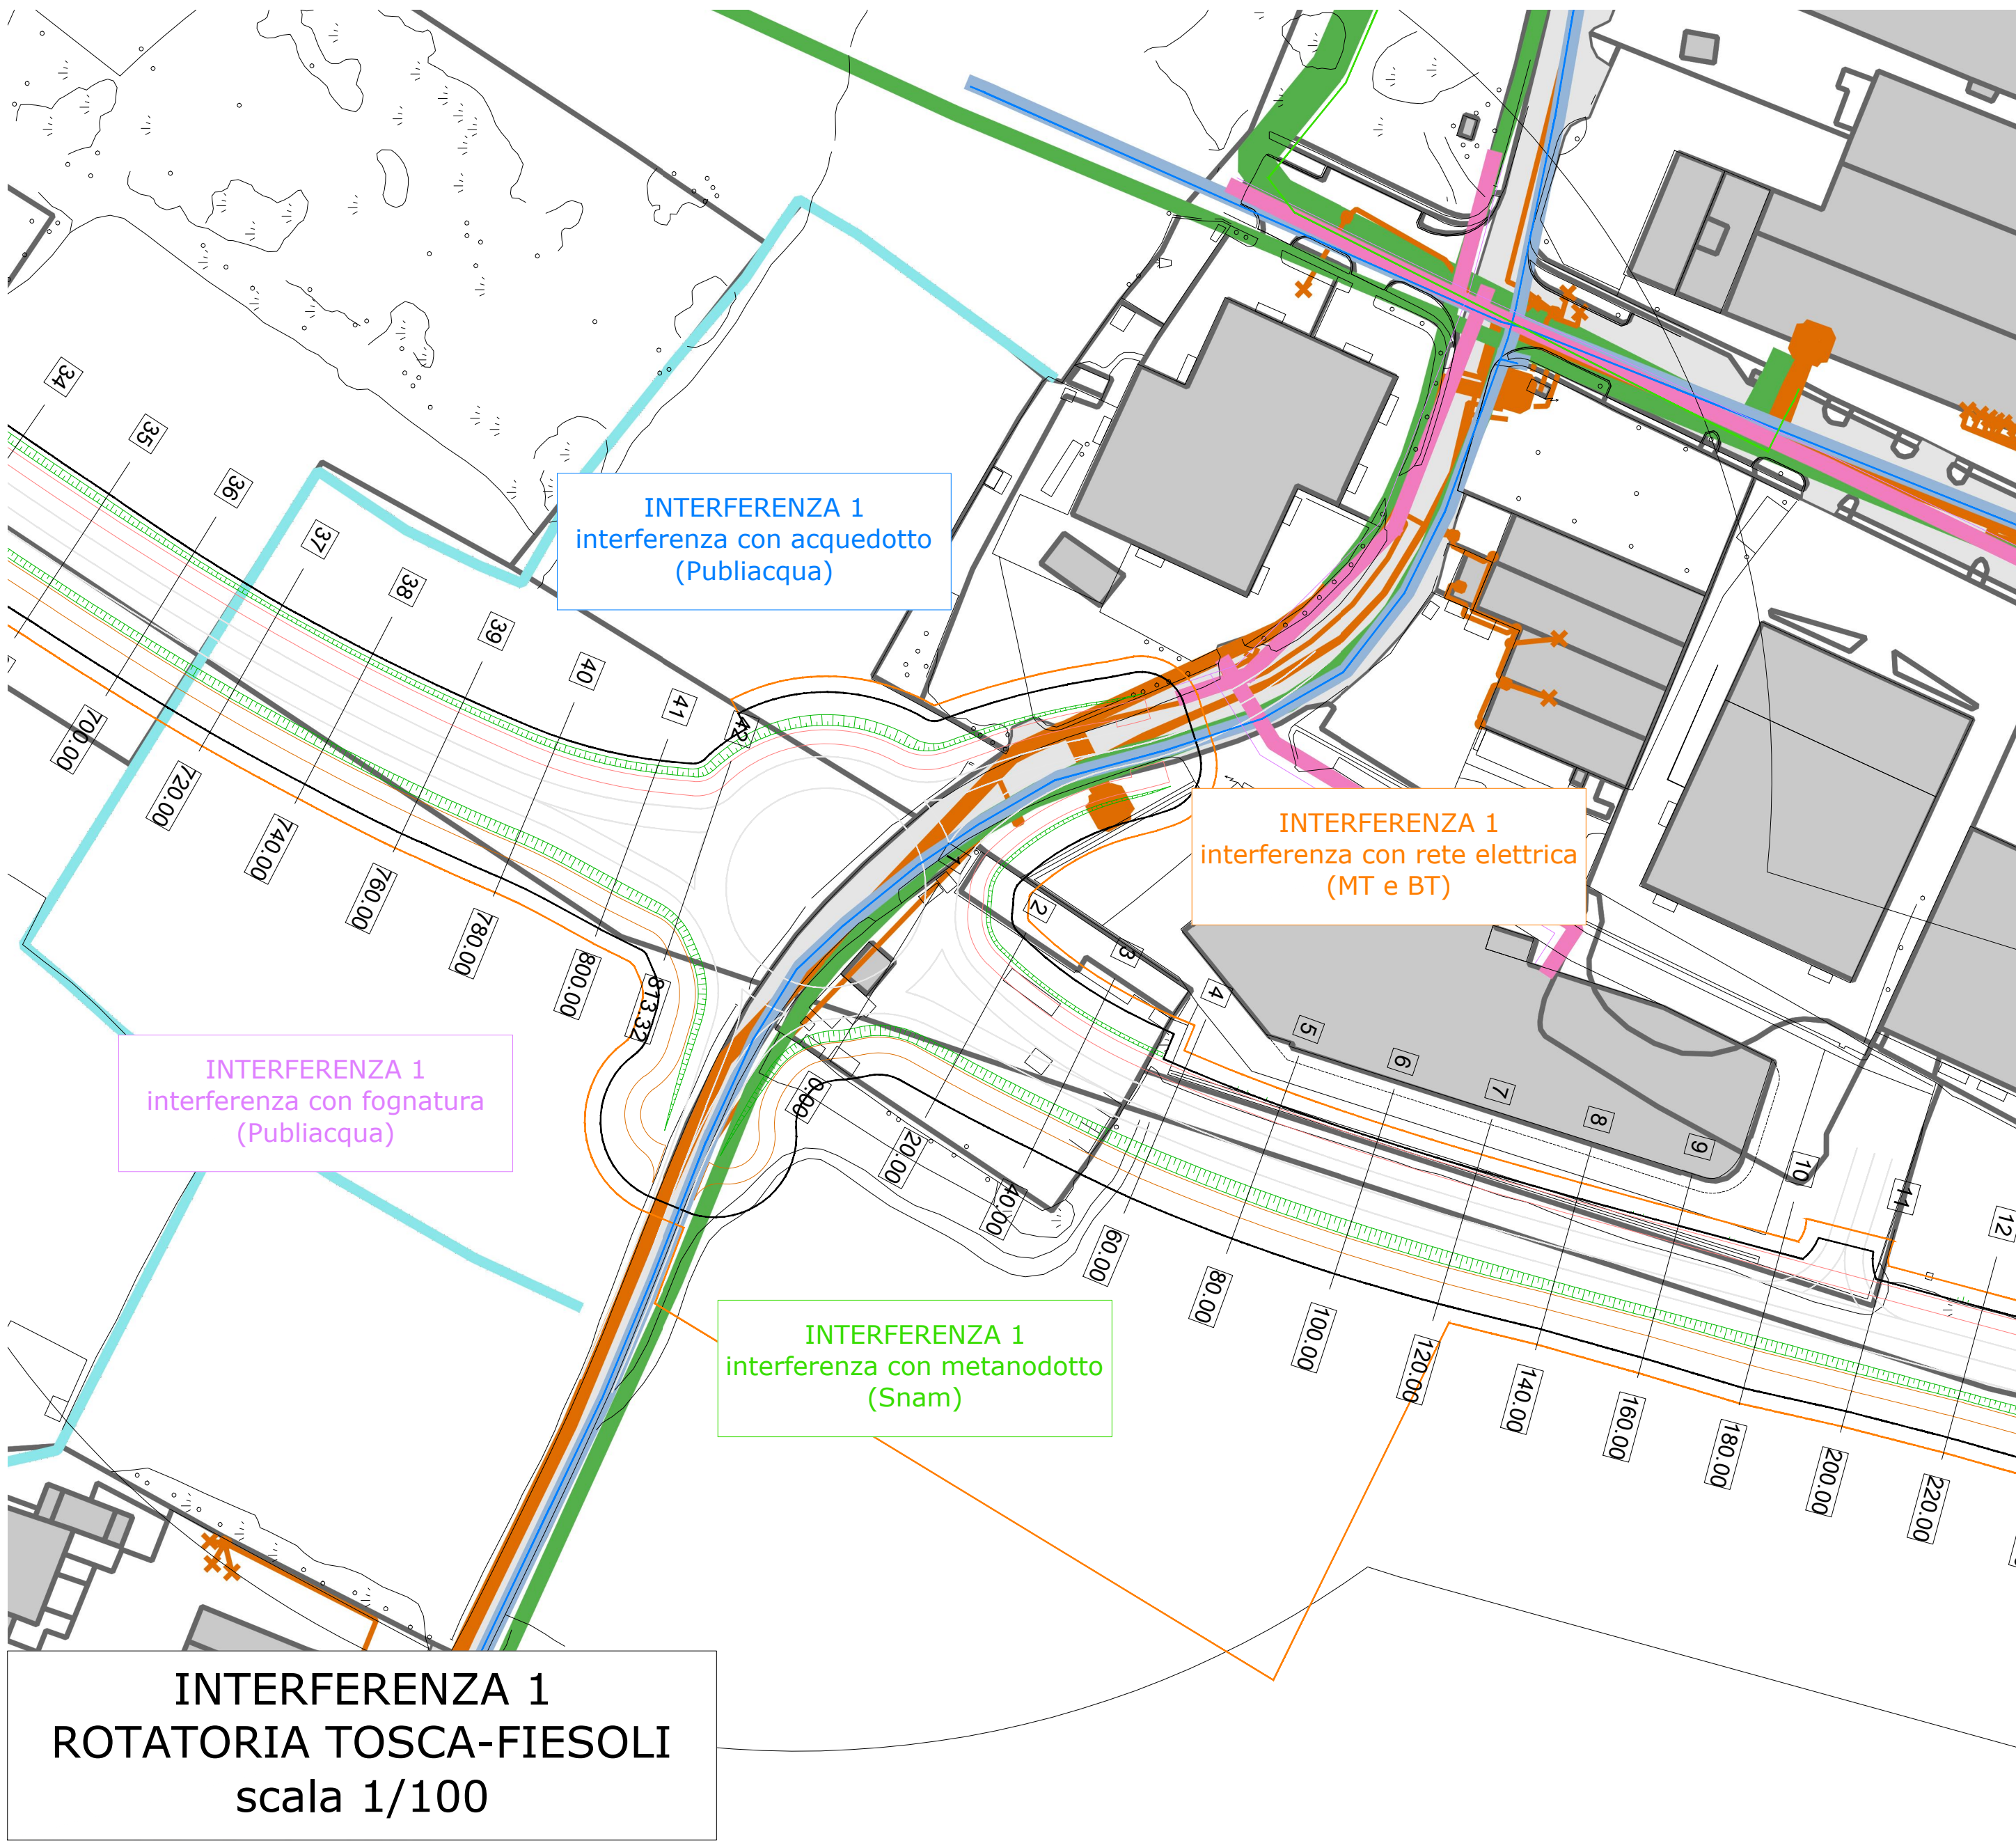 34
35
36
37
38
39
40
41
42
700.00
720.00
740.00
760.00
780.00
800.00
813.32
INTERFERENZA 1
interferenza con acquedotto
(Publiacqua)
INTERFERENZA 1
interferenza con rete elettrica
(MT e BT)
INTERFERENZA 1
interferenza con fognatura
(Publiacqua)
INTERFERENZA 1
interferenza con metanodotto
(Snam)
1
2
3
4
5
6
7
8
9
10
11
12
0.00
20.00
40.00
60.00
80.00
100.00
120.00
140.00
160.00
180.00
200.00
220.00
INTERFERENZA 1
ROTATORIA TOSCA-FIESOLI
scala 1/100